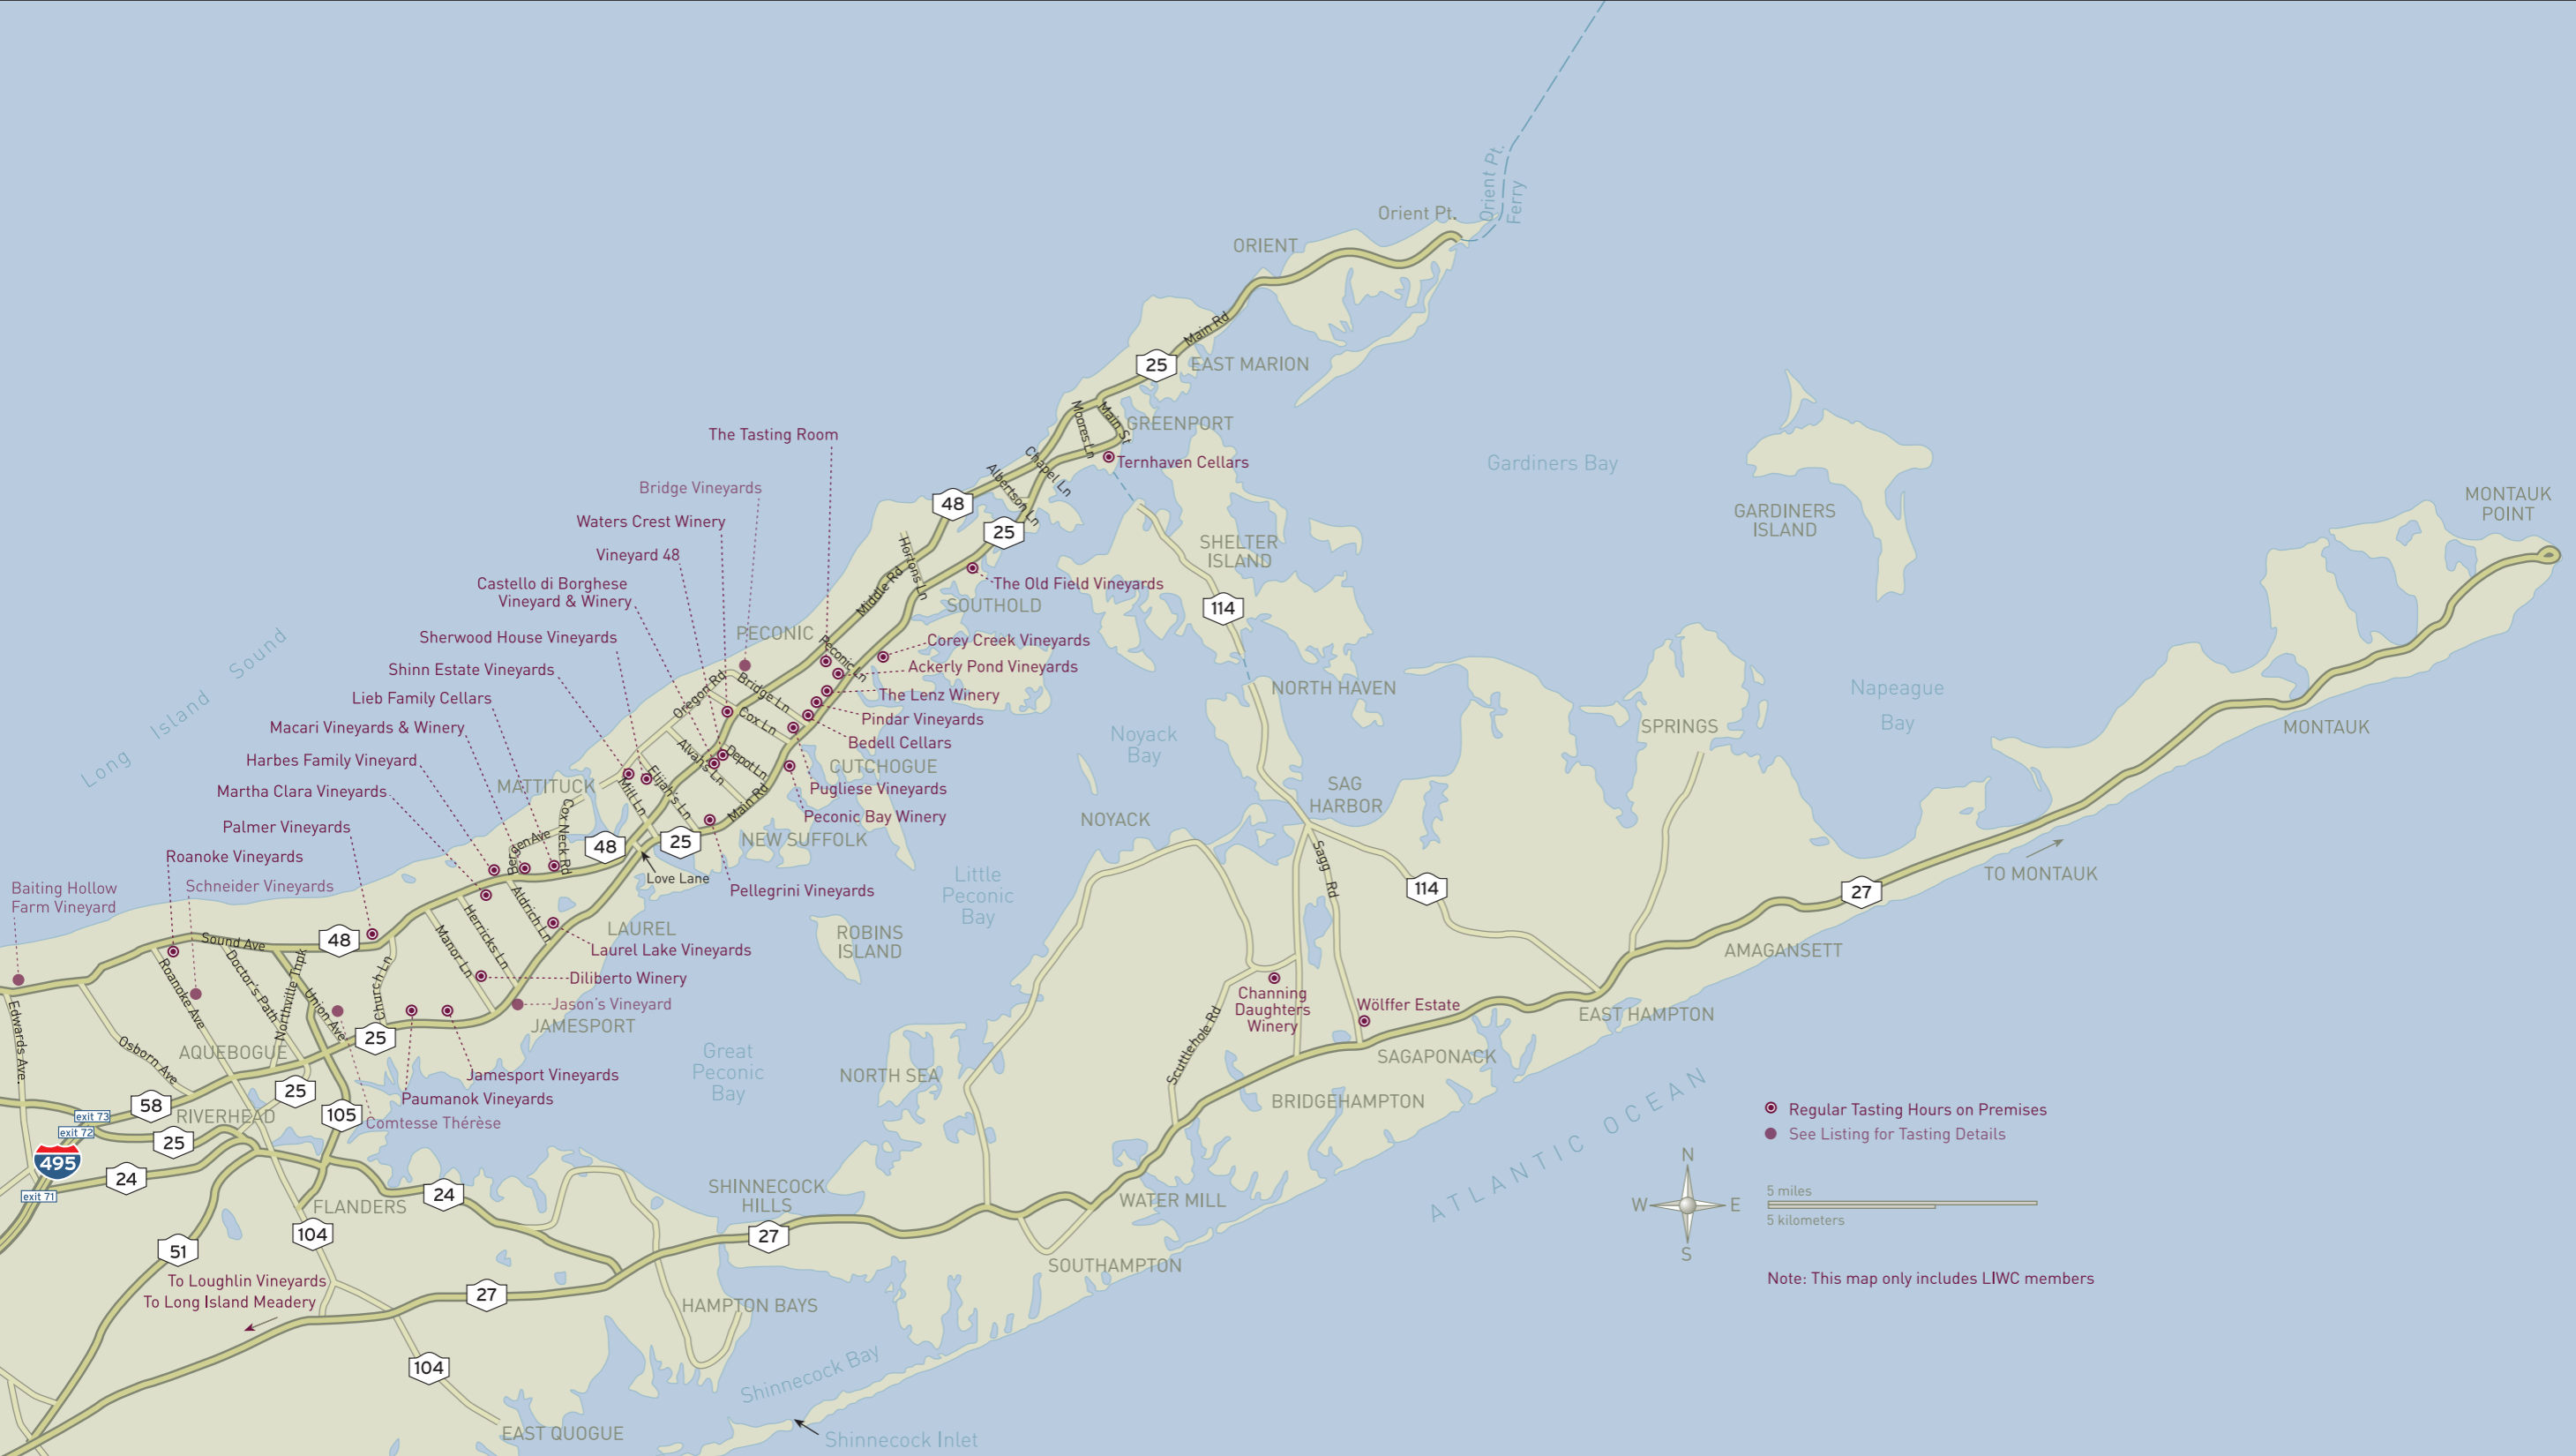 Orient Pt.
Ferry
Orient Pt.
ORIENT
Main Rd
25
EAST MARION
Moores Ln
Main St
GREENPORT
The Tasting Room
Ternhaven Cellars
Chapel Ln
Albertson Ln
Gardiners Bay
Bridge Vineyards
48
MONTAUK
POINT
GARDINERS
ISLAND
Waters Crest Winery
25
Hortons Ln
SHELTER
ISLAND
Vineyard 48
Middle Rd
The Old Field Vineyards
Castello di Borghese
Vineyard & Winery
SOUTHOLD
114
Long Island Sound
Sherwood House Vineyards
PECONIC
Peconic Ln
Corey Creek Vineyards
Shinn Estate Vineyards
Ackerly Pond Vineyards
Lieb Family Cellars
Oregon Rd
Bridge Ln
The Lenz Winery
NORTH HAVEN
Napeague
Bay
Macari Vineyards & Winery
Cox Ln
Pindar Vineyards
SPRINGS
MONTAUK
Harbes Family Vineyard
Alvah's Ln
Depot Ln
Bedell Cellars
Noyack
Bay
CUTCHOGUE
Martha Clara Vineyards
MATTITUCK
Mill Ln
Elijah's Ln
Main Rd
Pugliese Vineyards
SAG
HARBOR
Peconic Bay Winery
NOYACK
Palmer Vineyards
Bergen Ave
Cox Neck Rd
48
25
NEW SUFFOLK
Roanoke Vineyards
Love Lane
Sagg Rd
TO MONTAUK
Baiting Hollow
Farm Vineyard
Schneider Vineyards
Pellegrini Vineyards
Little
Peconic
Bay
114
27
Aldrich Ln
Herricks Ln
Manor Ln
LAUREL
Laurel Lake Vineyards
ROBINS
ISLAND
Sound Ave
48
AMAGANSETT
Edwards Ave.
Roanoke Ave
Doctor's Path
Northville Tnpk
Union Ave
Church Ln
Diliberto Winery
Jason's Vineyard
Channing
Daughters
Winery
Wölffer Estate
JAMESPORT
EAST HAMPTON
Osborn Ave
AQUEBOGUE
25
Great
Peconic
Bay
Scuttlehole Rd
SAGAPONACK
Jamesport Vineyards
NORTH SEA
58
25
Paumanok Vineyards
BRIDGEHAMPTON
ATLANTIC OCEAN
exit 73
RIVERHEAD
105
Comtesse Thérèse
exit 72
25
495
24
exit 71
24
SHINNECOCK
HILLS
WATER MILL
FLANDERS
104
27
51
SOUTHAMPTON
To Loughlin Vineyards
To Long Island Meadery
27
HAMPTON BAYS
104
Shinnecock Bay
EAST QUOGUE
Shinnecock Inlet
Regular Tasting Hours on Premises
See Listing for Tasting Details
N
W
E
S
5 miles
5 kilometers
Note: This map only includes LIWC members